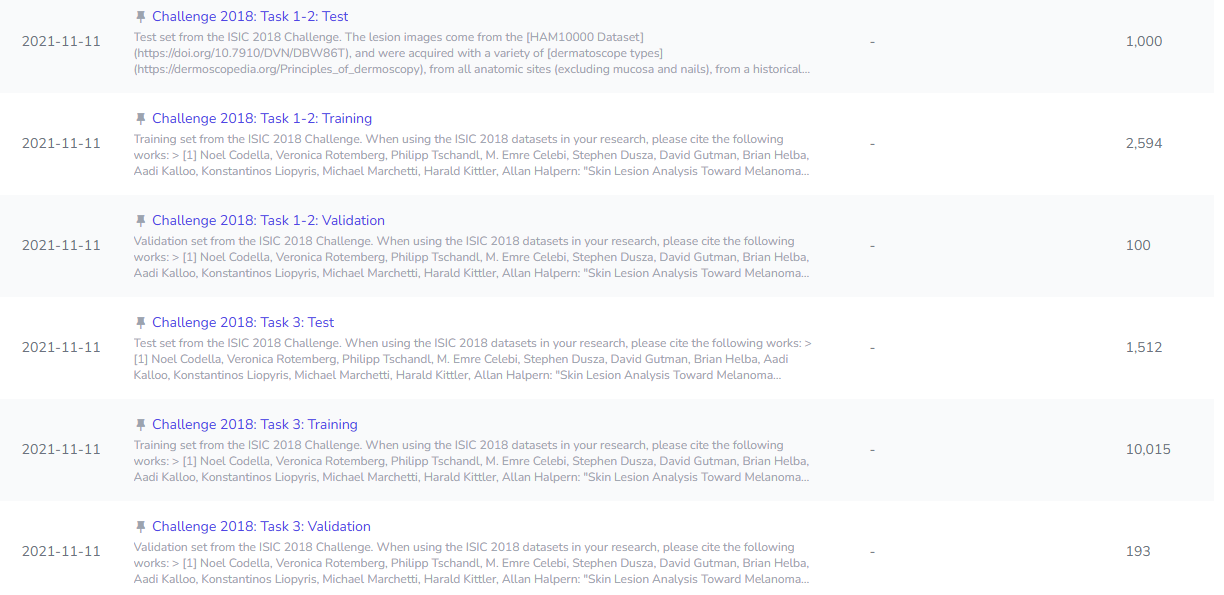 Challenge 2018: Task 1-2: Test
2021-11-11
Test set from the ISIC 2018 Challenge. The lesion images come from the [HAM10000 Dataset]
(https://doi.org/10.7910/DVN/DBW86T), and were acquired with a variety of [dermatoscope types]
(https://dermoscopedia.org/Principles_of_dermoscopy), from all anatomic sites (excluding mucosa and nails), from a historical...
-
1,000
Challenge 2018: Task 1-2: Training
2021-11-11
Training set from the ISIC 2018 Challenge. When using the ISIC 2018 datasets in your research, please cite the following
works: > [1] Noel Codella, Veronica Rotemberg, Philipp Tschandl, M. Emre Celebi, Stephen Dusza, David Gutman, Brian Helba,
Aadi Kalloo, Konstantinos Liopyris, Michael Marchetti, Harald Kittler, Allan Halpern: "Skin Lesion Analysis Toward Melanoma...
-
2,594
Challenge 2018: Task 1-2: Validation
2021-11-11
Validation set from the ISIC 2018 Challenge. When using the ISIC 2018 datasets in your research, please cite the following
works: > [1] Noel Codella, Veronica Rotemberg, Philipp Tschandl, M. Emre Celebi, Stephen Dusza, David Gutman, Brian Helba,
Aadi Kalloo, Konstantinos Liopyris, Michael Marchetti, Harald Kittler, Allan Halpern: "Skin Lesion Analysis Toward Melanoma...
-
100
Challenge 2018: Task 3: Test
2021-11-11
Test set from the ISIC 2018 Challenge. When using the ISIC 2018 datasets in your research, please cite the following works: >
[1] Noel Codella, Veronica Rotemberg, Philipp Tschandl, M. Emre Celebi, Stephen Dusza, David Gutman, Brian Helba, Aadi
Kalloo, Konstantinos Liopyris, Michael Marchetti, Harald Kittler, Allan Halpern: "Skin Lesion Analysis Toward Melanoma...
-
1,512
Challenge 2018: Task 3: Training
2021-11-11
Training set from the ISIC 2018 Challenge. When using the ISIC 2018 datasets in your research, please cite the following
works: > [1] Noel Codella, Veronica Rotemberg, Philipp Tschandl, M. Emre Celebi, Stephen Dusza, David Gutman, Brian Helba,
Aadi Kalloo, Konstantinos Liopyris, Michael Marchetti, Harald Kittler, Allan Halpern: "Skin Lesion Analysis Toward Melanoma...
-
10,015
Challenge 2018: Task 3: Validation
2021-11-11
Validation set from the ISIC 2018 Challenge. When using the ISIC 2018 datasets in your research, please cite the following
works: > [1] Noel Codella, Veronica Rotemberg, Philipp Tschandl, M. Emre Celebi, Stephen Dusza, David Gutman, Brian Helba,
Aadi Kalloo, Konstantinos Liopyris, Michael Marchetti, Harald Kittler, Allan Halpern: "Skin Lesion Analysis Toward Melanoma...
-
193